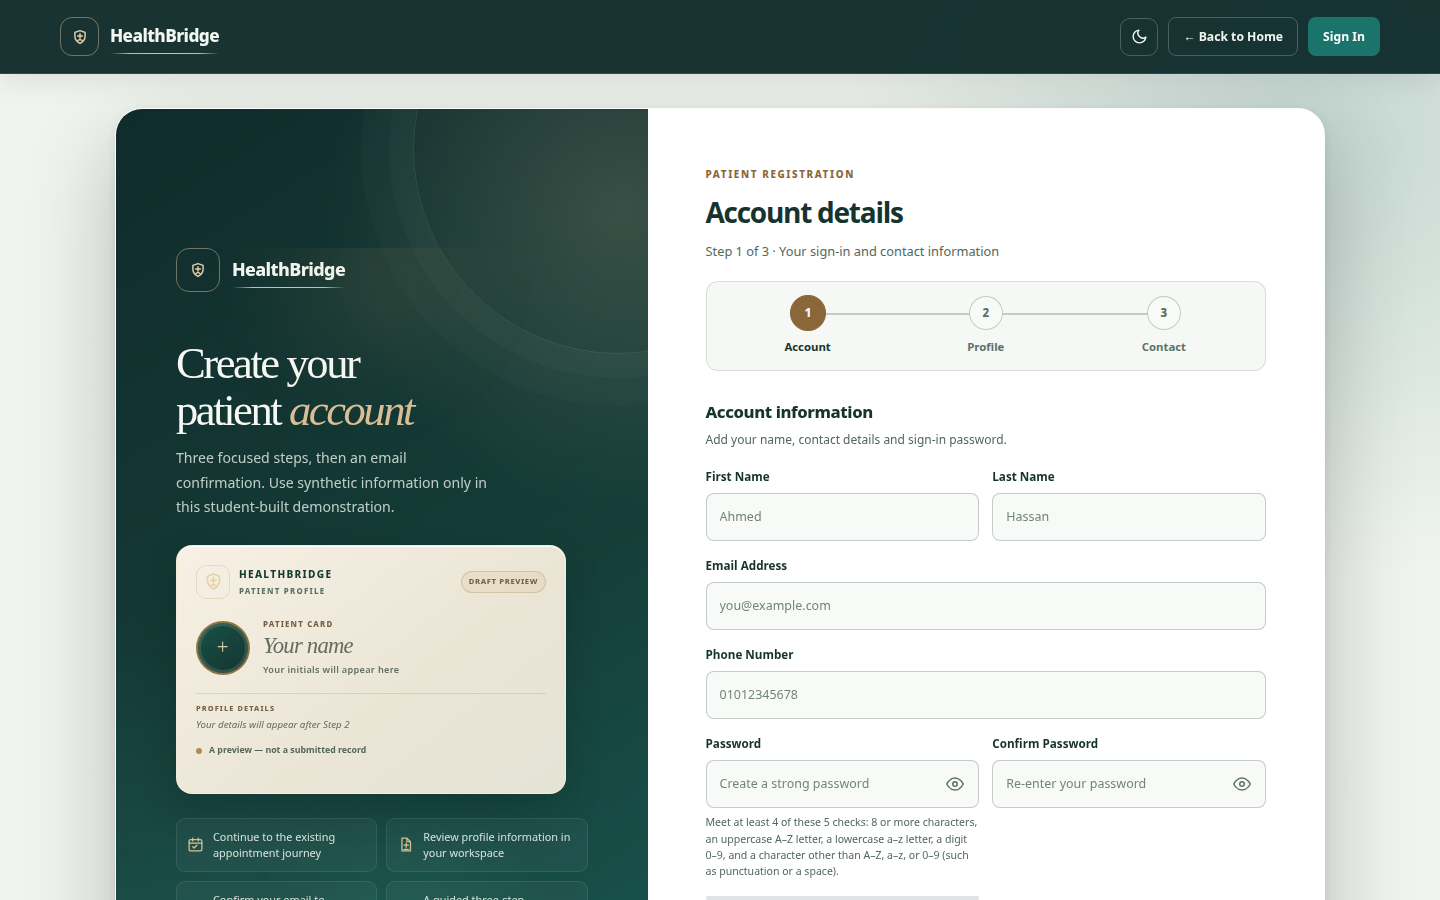 HealthBridge
← Back to Home
Sign In
HealthBridge
Create your
patient account
Three focused steps, then an email
confirmation. Use synthetic information only in
this student-built demonstration.
HEALTHBRIDGE
PATIENT PROFILE
DRAFT PREVIEW
PATIENT CARD
Your name
Your initials will appear here
PROFILE DETAILS
Your details will appear after Step 2
A preview — not a submitted record
Continue to the existing
appointment journey
Review profile information in
your workspace
Confirm your email to
A guided three-step
PATIENT REGISTRATION
Account details
Step 1 of 3 · Your sign-in and contact information
1
2
3
Account
Profile
Contact
Account information
Add your name, contact details and sign-in password.
First Name
Last Name
Ahmed
Hassan
Email Address
you@example.com
Phone Number
01012345678
Password
Confirm Password
Create a strong password
Re-enter your password
Meet at least 4 of these 5 checks: 8 or more characters,
an uppercase A–Z letter, a lowercase a–z letter, a digit
0–9, and a character other than A–Z, a–z, or 0–9 (such
as punctuation or a space).